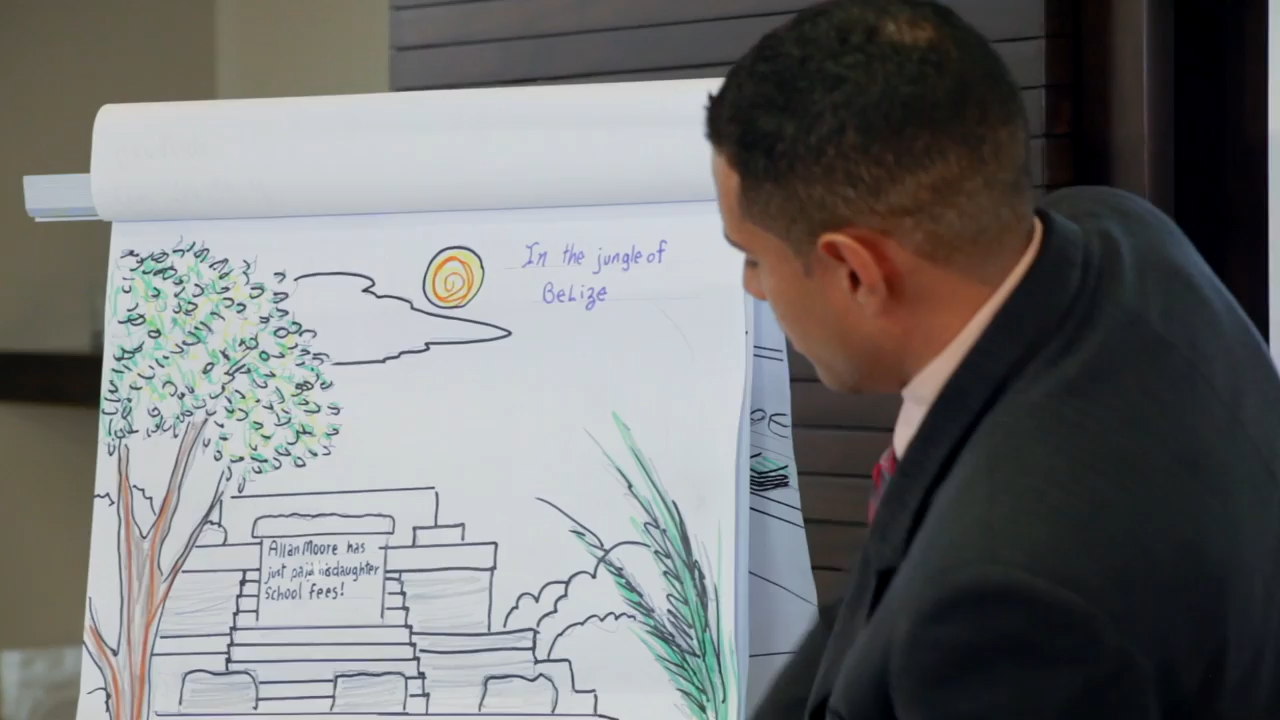 In the jungle of
BeLize
Allan Moore has
just paid his daughter
school fees!